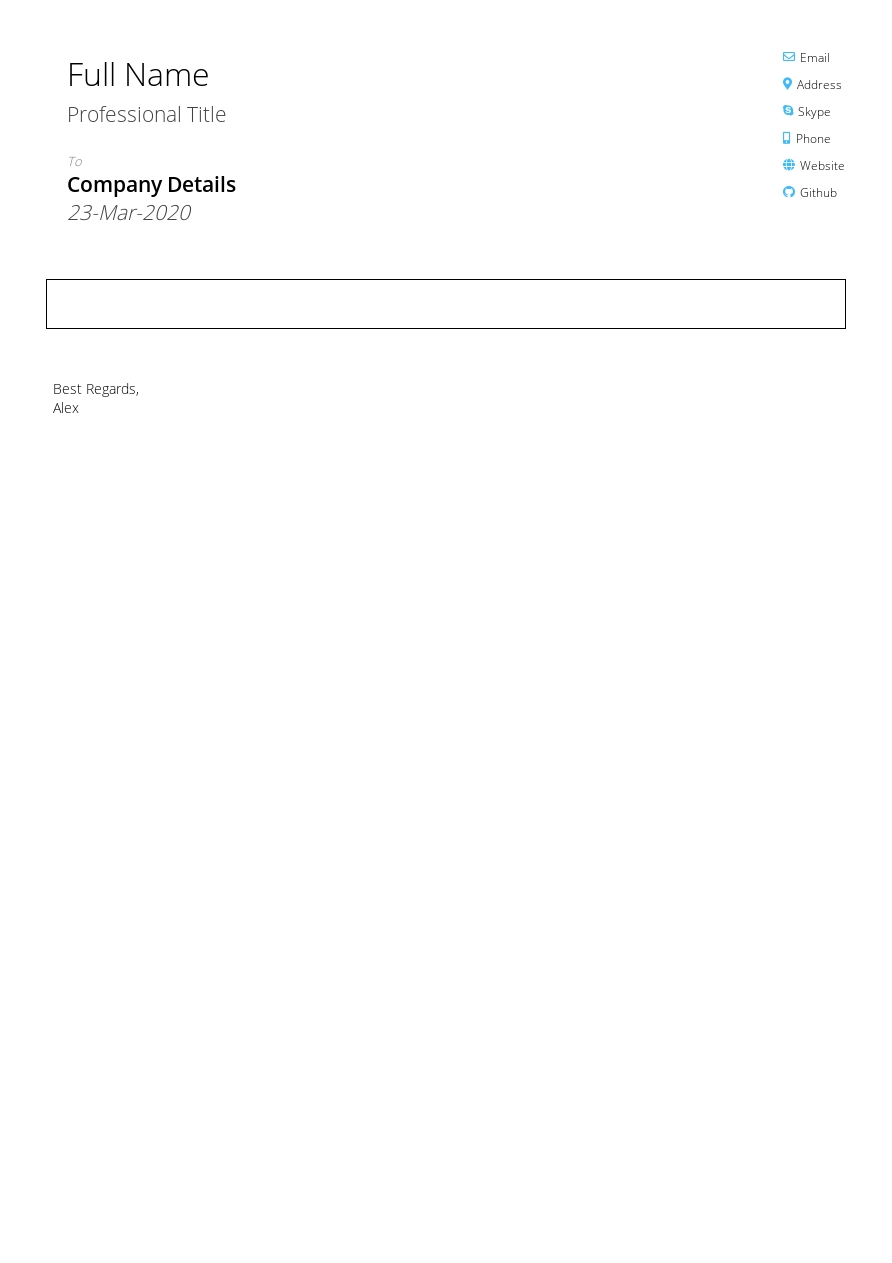 Full Name
Professional Title
To
Company Details
23-Mar-2020
Email
Address
Skype
Phone
Website
Github
Best Regards,
Alex